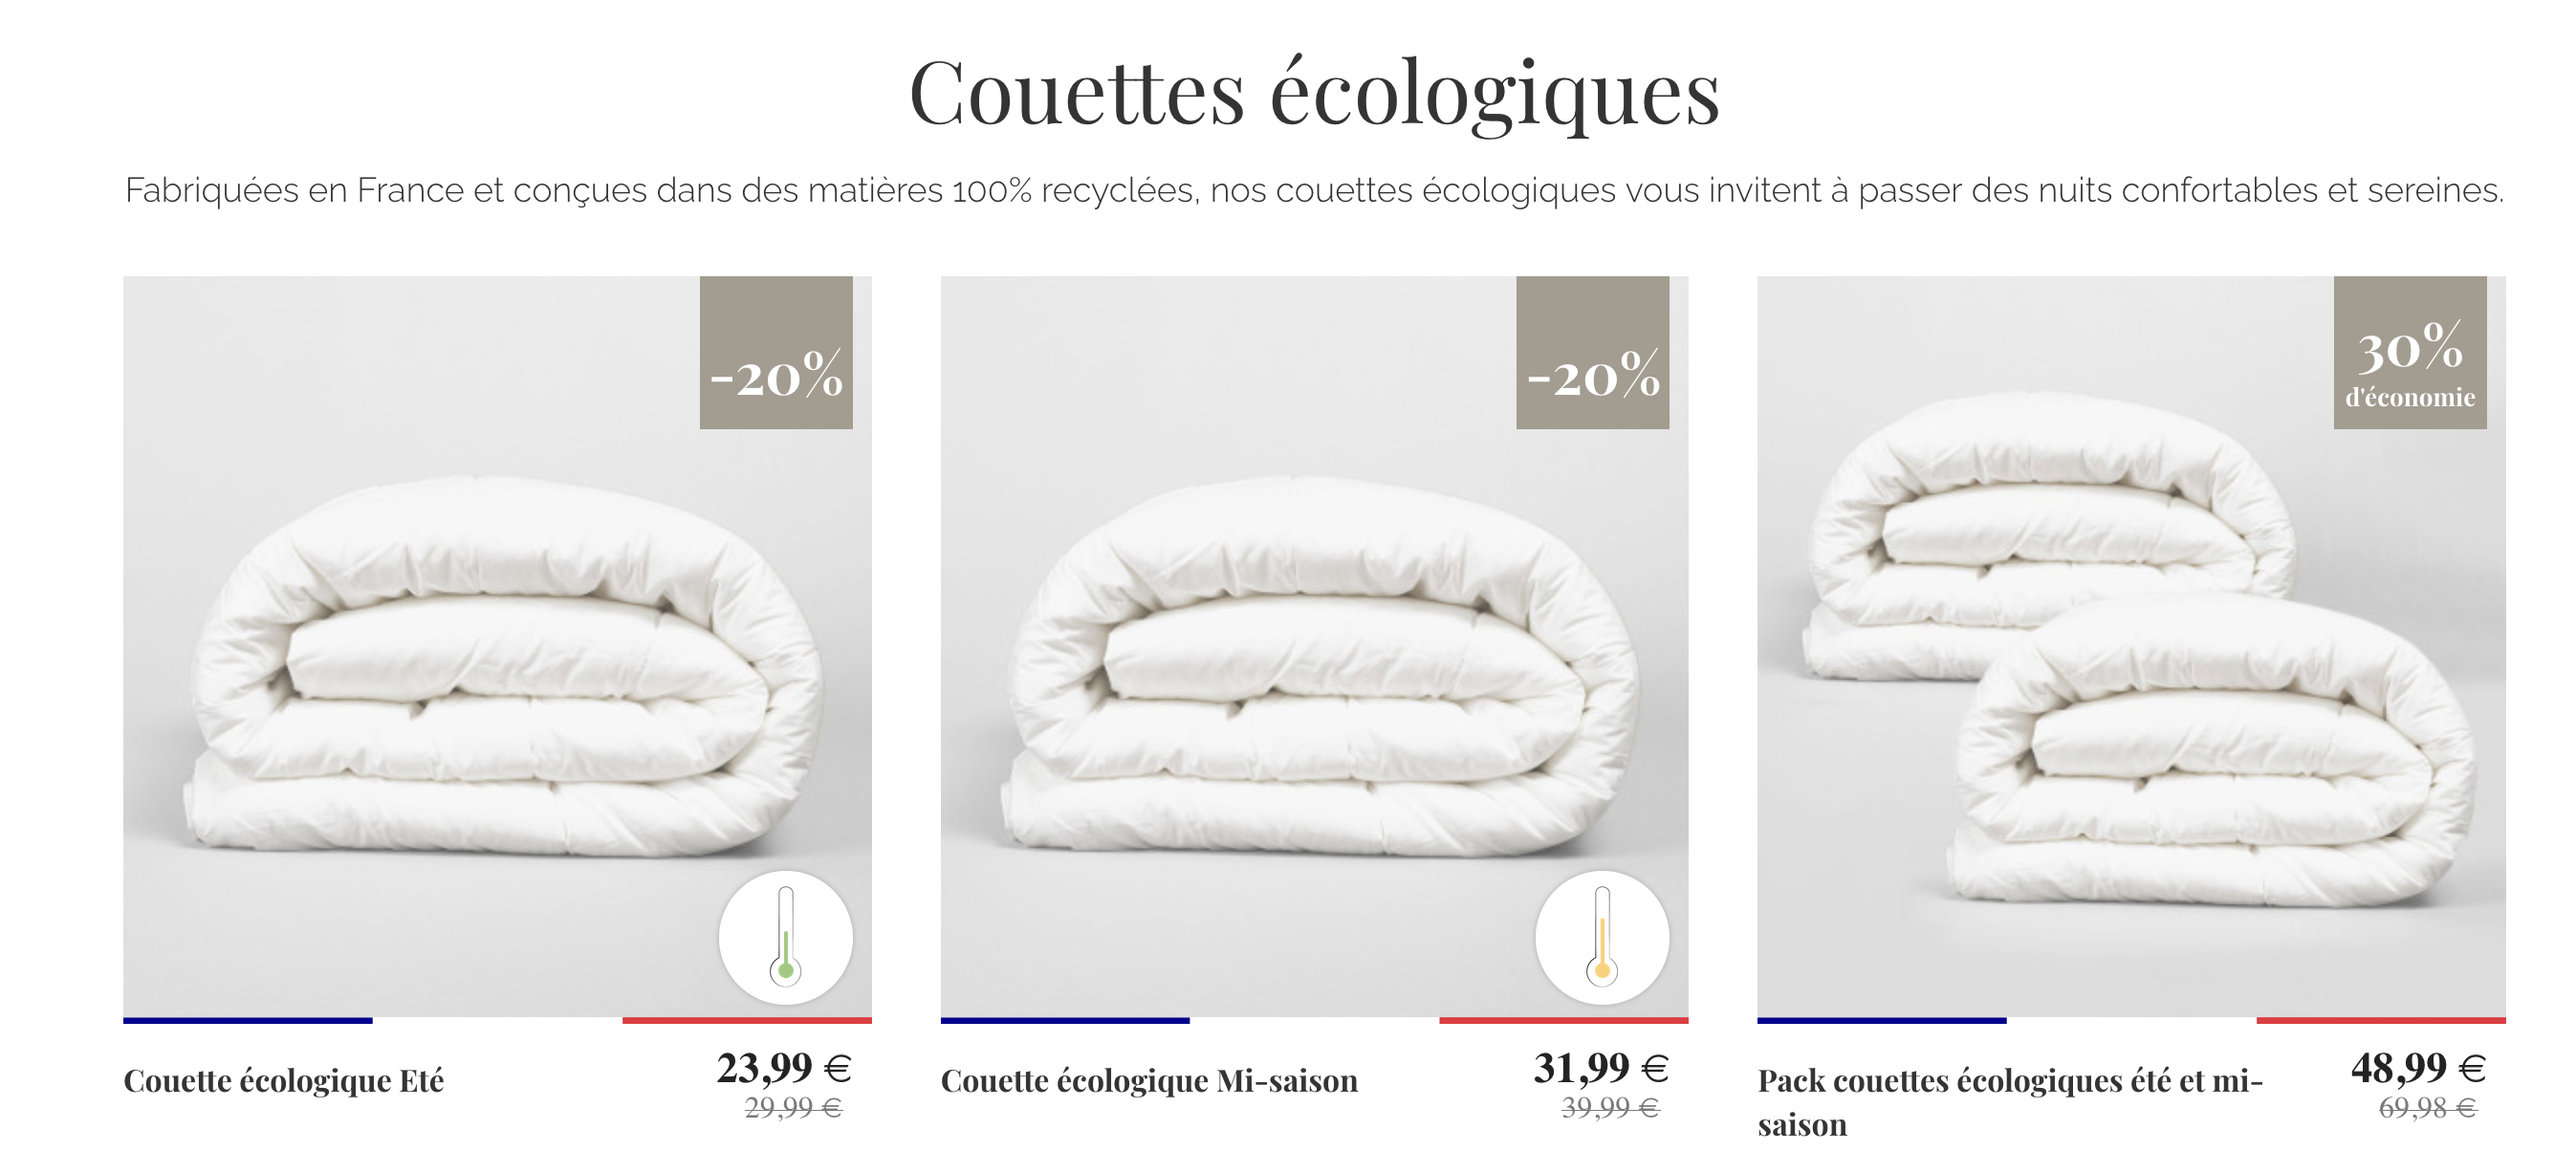 Couettes écologiques
Fabriquées en France et conçues dans des matières 100% recyclées, nos couettes écologiques vous invitent à passer des nuits confortables et sereines.
-20%
-20%
30%
d'économie
Couette écologique Eté
23,99 €
29,99 €
Couette écologique Mi-saison
31,99 €
39,99 €
Pack couettes écologiques été et mi-
saison
48,99 €
69,98 €